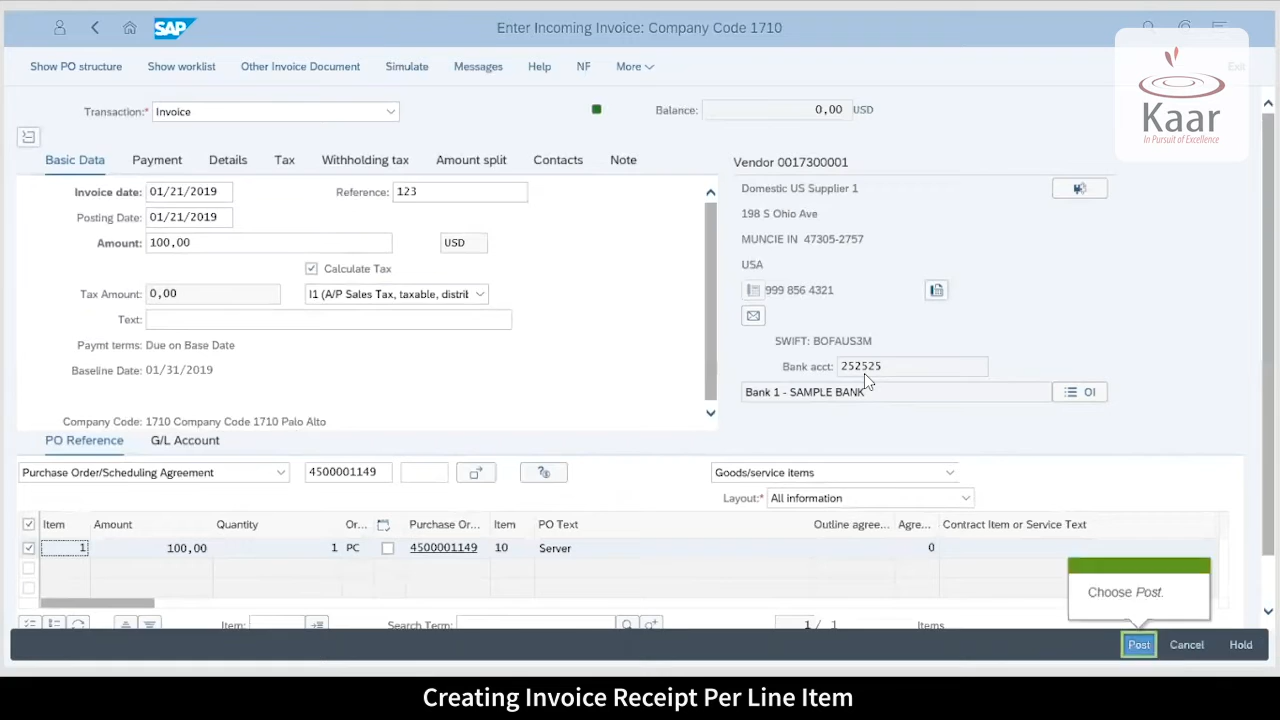 SAP
Enter Incoming Invoice: Company Code 1710
Show PO structure Show worklist Other Invoice Document Simulate Messages Help NF More Exit
Kaar
In Pursuit of Excellence
Transaction:* Invoice Balance: 0,00 USD
Basic Data Payment Details Tax Withholding tax Amount split Contacts Note
Vendor 0017300001
Invoice date: 01/21/2019 Reference: 123
Domestic US Supplier 1
Posting Date: 01/21/2019
198 S Ohio Ave
Amount: 100,00 USD
MUNCIE IN 47305-2757
Calculate Tax
USA
Tax Amount: 0,00 I1 (A/P Sales Tax, taxable, distrib
999 856 4321
Text:
Paymt terms: Due on Base Date
SWIFT: BOFAUS3M
Baseline Date: 01/31/2019
Bank acct: 252525
Bank 1 - SAMPLE BANK OI
Company Code: 1710 Company Code 1710 Palo Alto
PO Reference G/L Account
Purchase Order/Scheduling Agreement 4500001149 Goods/service items
Layout:* All information
Item Amount Quantity Or... Purchase Or... Item PO Text Outline agree... Agre... Contract Item or Service Text
1 100,00 1 PC 4500001149 10 Server 0
Choose Post.
Item: Search Term: 1 / 1 Items
Post Cancel Hold
Creating Invoice Receipt Per Line Item